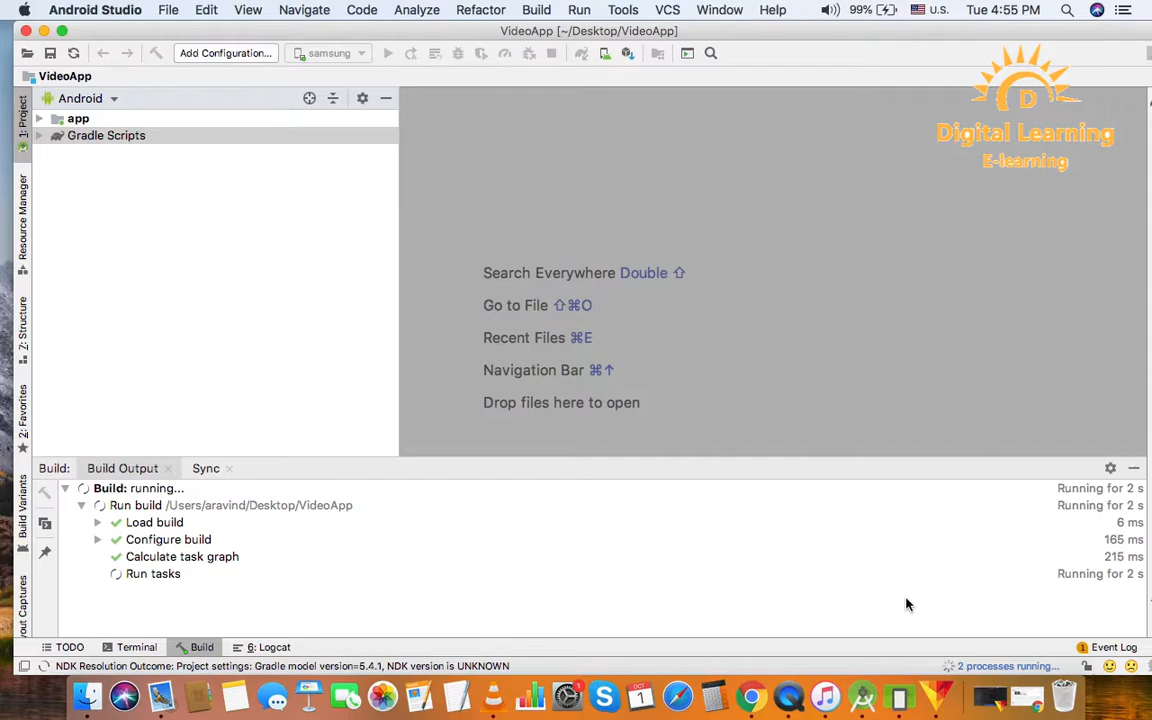 Android Studio File Edit View Navigate Code Analyze Refactor Build Run Tools VCS Window Help 99% U.S. Tue 4:55 PM
VideoApp [~/Desktop/VideoApp]
Add Configuration... samsung
VideoApp
D
Digital Learning
E-learning
Android
app
Gradle Scripts
1: Project
Resource Manager
7: Structure
2: Favorites
Build Variants
out Captures
Search Everywhere Double ⇧
Go to File ⇧⌘O
Recent Files ⌘E
Navigation Bar ⌘↑
Drop files here to open
Build: Build Output Sync
Build: running... Running for 2 s
Run build /Users/aravind/Desktop/VideoApp Running for 2 s
Load build 6 ms
Configure build 165 ms
Calculate task graph 215 ms
Run tasks Running for 2 s
TODO Terminal Build 6: Logcat 1 Event Log
NDK Resolution Outcome: Project settings: Gradle model version=5.4.1, NDK version is UNKNOWN 2 processes running...